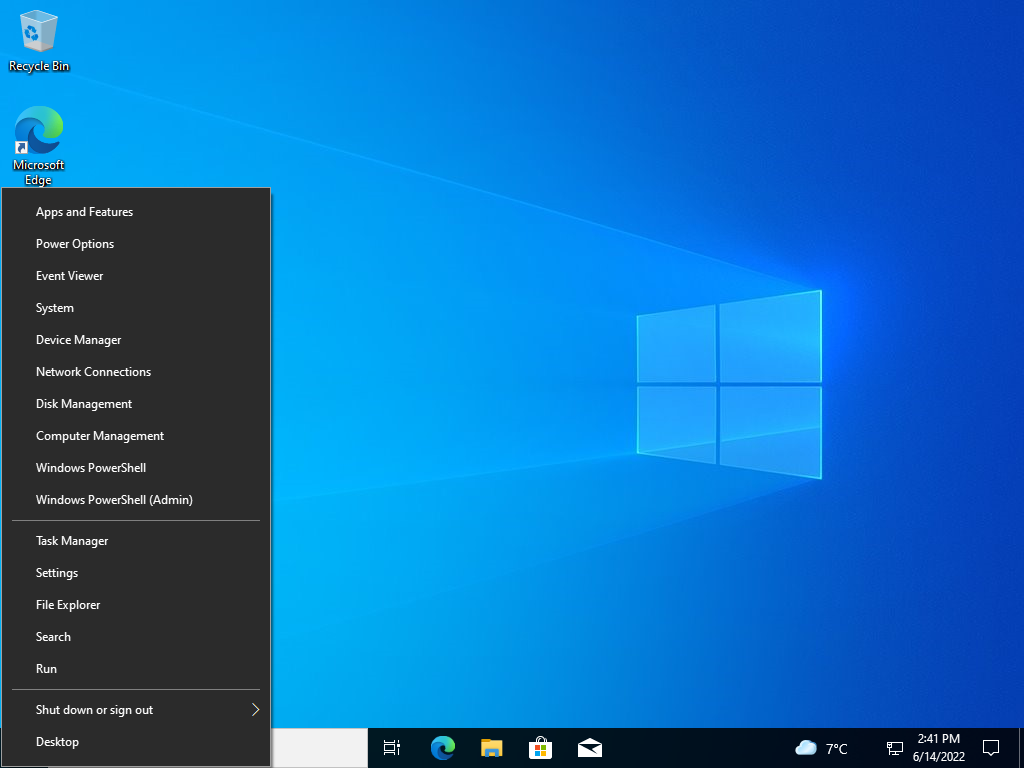 Recycle Bin
Microsoft
Edge
Apps and Features
Power Options
Event Viewer
System
Device Manager
Network Connections
Disk Management
Computer Management
Windows PowerShell
Windows PowerShell (Admin)
Task Manager
Settings
File Explorer
Search
Run
Shut down or sign out
Desktop
7°C
2:41 PM
6/14/2022